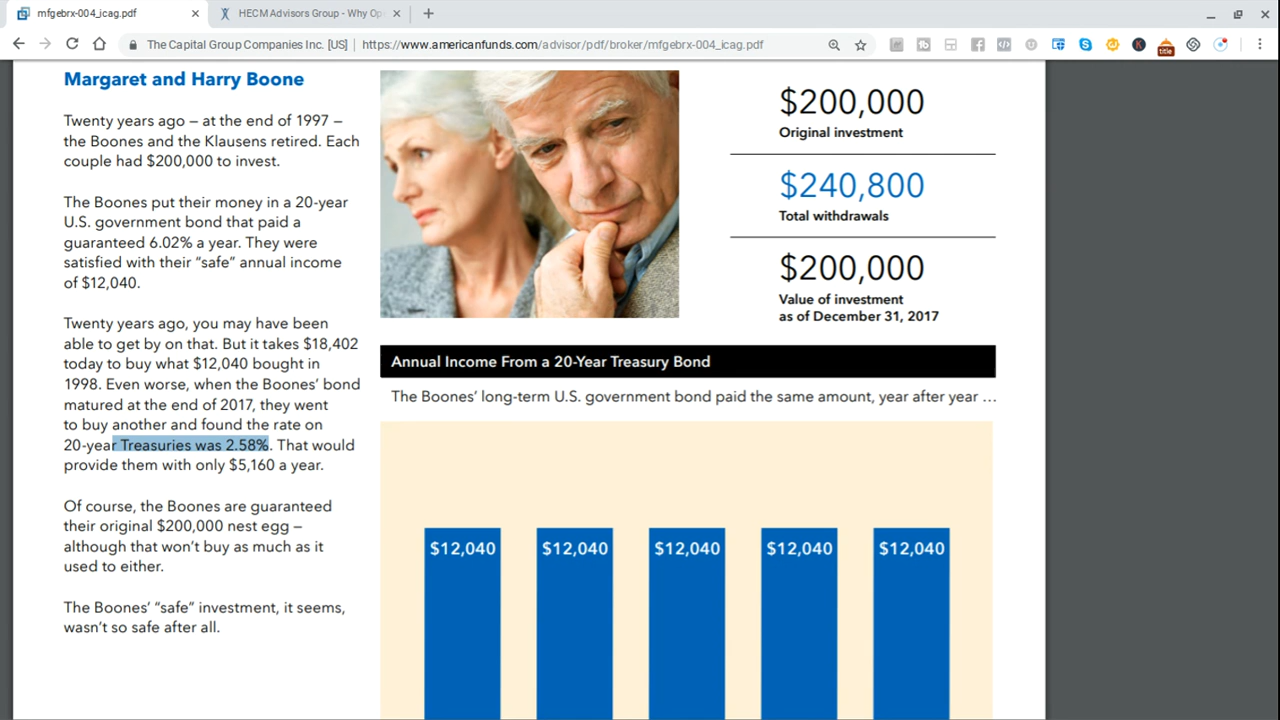 mfgebrx-004_icag.pdf
HECM Advisors Group - Why Op
The Capital Group Companies Inc. [US] | https://www.americanfunds.com/advisor/pdf/broker/mfgebrx-004_icag.pdf
title
Margaret and Harry Boone
Twenty years ago – at the end of 1997 –
the Boones and the Klausens retired. Each
couple had $200,000 to invest.
The Boones put their money in a 20-year
U.S. government bond that paid a
guaranteed 6.02% a year. They were
satisfied with their “safe” annual income
of $12,040.
Twenty years ago, you may have been
able to get by on that. But it takes $18,402
today to buy what $12,040 bought in
1998. Even worse, when the Boones’ bond
matured at the end of 2017, they went
to buy another and found the rate on
20-year Treasuries was 2.58%. That would
provide them with only $5,160 a year.
Of course, the Boones are guaranteed
their original $200,000 nest egg –
although that won’t buy as much as it
used to either.
The Boones’ “safe” investment, it seems,
wasn’t so safe after all.
$200,000
Original investment
$240,800
Total withdrawals
$200,000
Value of investment
as of December 31, 2017
Annual Income From a 20-Year Treasury Bond
The Boones’ long-term U.S. government bond paid the same amount, year after year ...
$12,040 $12,040 $12,040 $12,040 $12,040